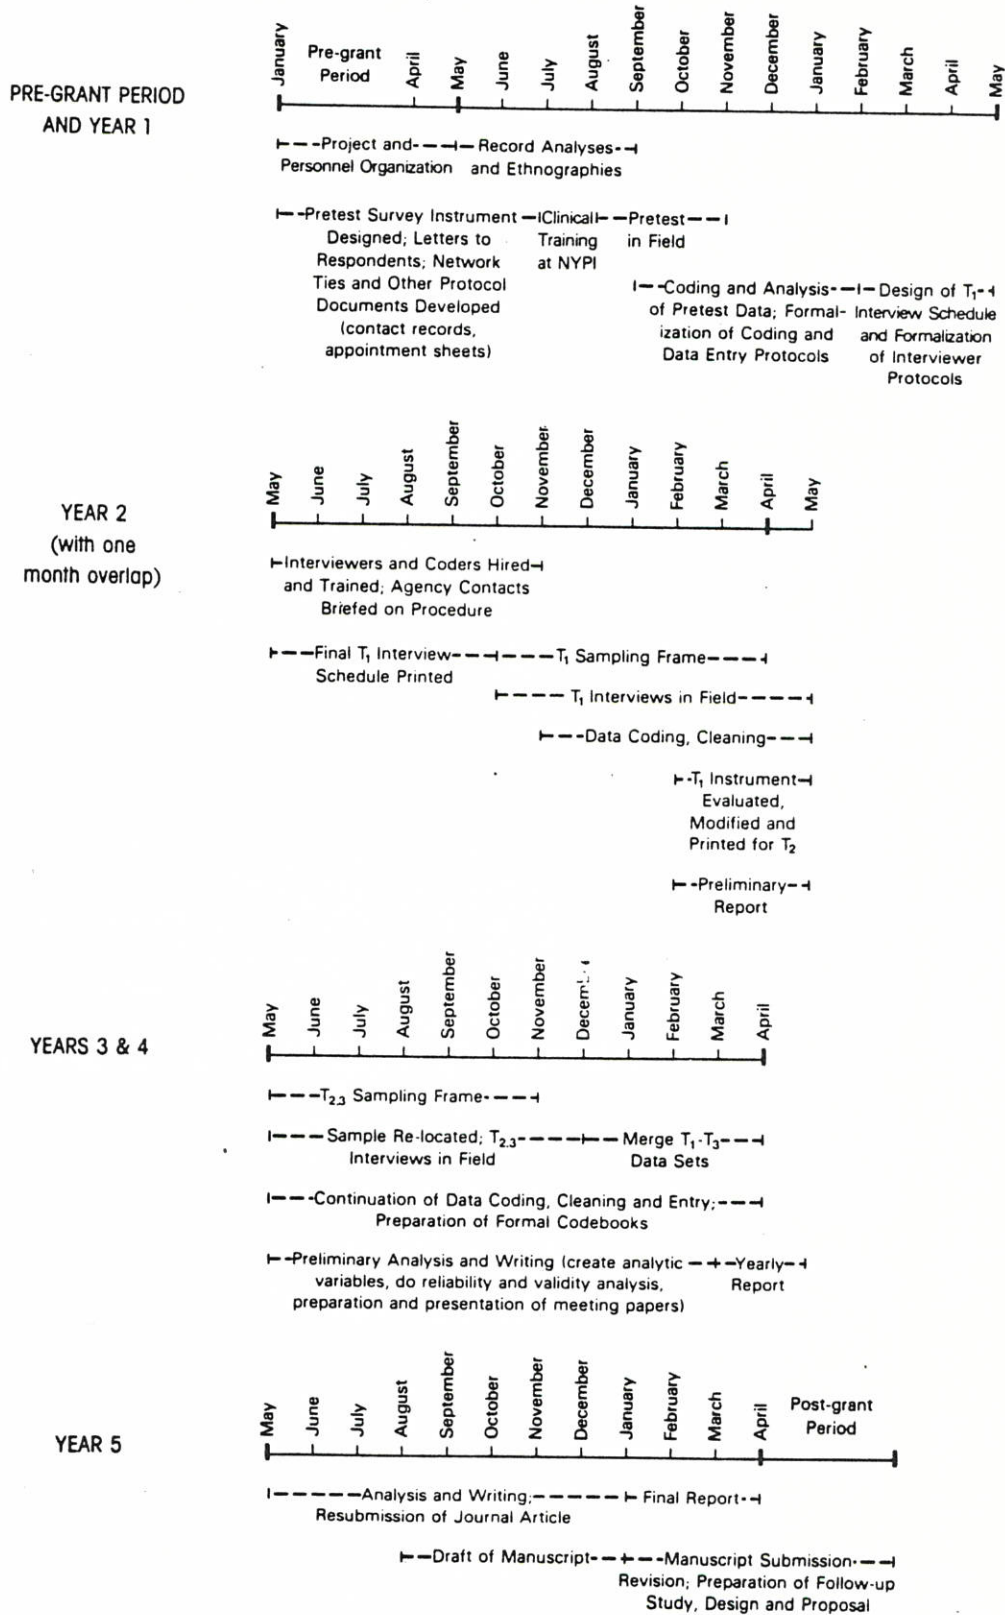 PRE-GRANT PERIOD
AND YEAR 1
January
Pre-grant
Period
April
May
June
July
August
September
October
November
December
January
February
March
April
May
Project and
Personnel Organization
Record Analyses
and Ethnographies
Pretest Survey Instrument
Designed; Letters to
Respondents; Network
Ties and Other Protocol
Documents Developed
(contact records,
appointment sheets)
Clinical
Training
at NYPI
Pretest
in Field
Coding and Analysis
of Pretest Data; Formal-
ization of Coding and
Data Entry Protocols
Design of T₁
Interview Schedule
and Formalization
of Interviewer
Protocols
YEAR 2
(with one
month overlap)
May
June
July
August
September
October
November
December
January
February
March
April
May
Interviewers and Coders Hired
and Trained; Agency Contacts
Briefed on Procedure
Final T₁ Interview
Schedule Printed
T₁ Sampling Frame
T₁ Interviews in Field
Data Coding, Cleaning
T₁ Instrument
Evaluated,
Modified and
Printed for T₂
Preliminary
Report
YEARS 3 & 4
May
June
July
August
September
October
November
January
February
March
April
T₂.₃ Sampling Frame
Sample Re-located; T₂.₃
Interviews in Field
Merge T₁-T₃
Data Sets
Continuation of Data Coding, Cleaning and Entry;
Preparation of Formal Codebooks
Preliminary Analysis and Writing (create analytic
variables, do reliability and validity analysis,
preparation and presentation of meeting papers)
Yearly
Report
YEAR 5
May
June
July
August
September
October
November
December
January
February
March
April
Post-grant
Period
Analysis and Writing;
Resubmission of Journal Article
Final Report
Draft of Manuscript
Manuscript Submission
Revision; Preparation of Follow-up
Study, Design and Proposal